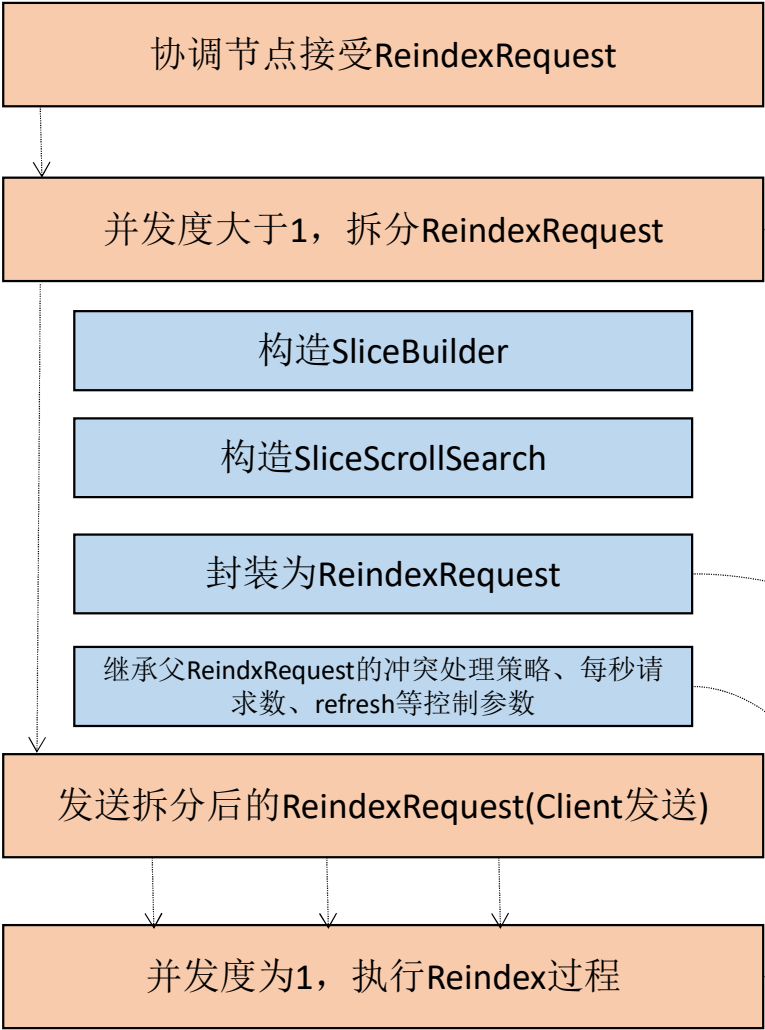 协调节点接受ReindexRequest
并发度大于1，拆分ReindexRequest
构造SliceBuilder
构造SliceScrollSearch
封装为ReindexRequest
继承父ReindxRequest的冲突处理策略、每秒请
求数、refresh等控制参数
发送拆分后的ReindexRequest(Client发送)
并发度为1，执行Reindex过程